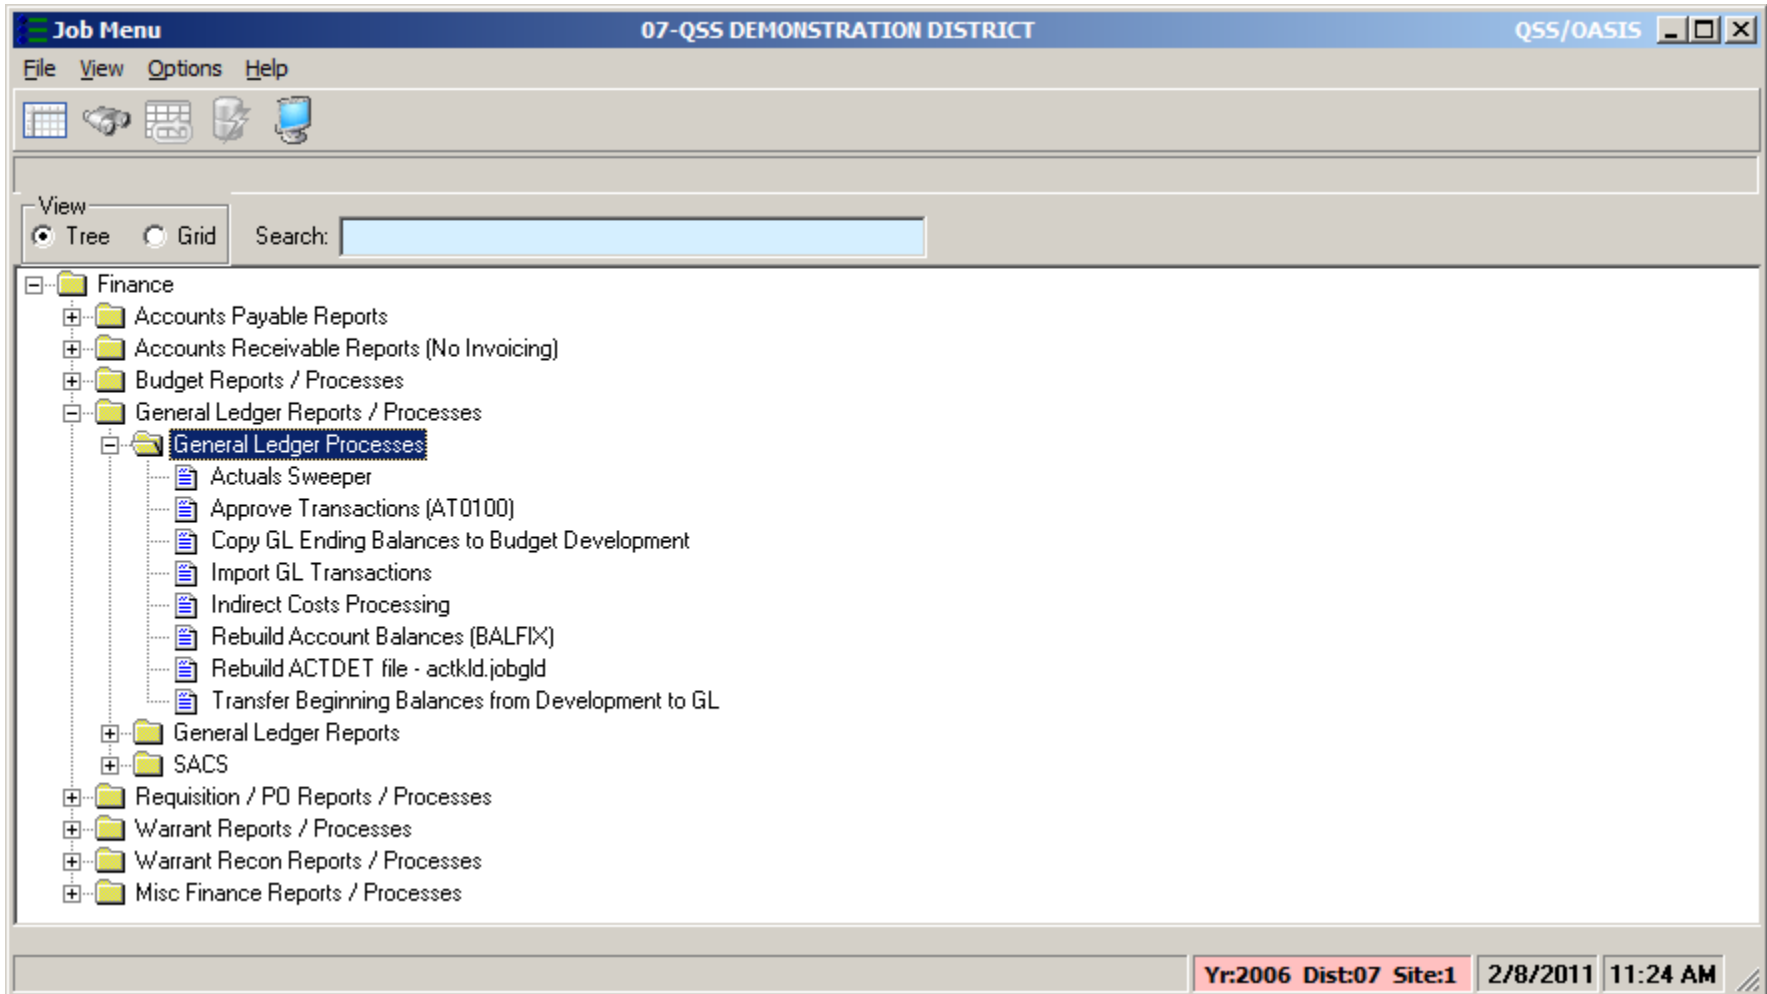 Job Menu 07-QSS DEMONSTRATION DISTRICT QSS/OASIS
File View Options Help
View
Tree Grid Search:
Finance
Accounts Payable Reports
Accounts Receivable Reports (No Invoicing)
Budget Reports / Processes
General Ledger Reports / Processes
General Ledger Processes
Actuals Sweeper
Approve Transactions (AT0100)
Copy GL Ending Balances to Budget Development
Import GL Transactions
Indirect Costs Processing
Rebuild Account Balances (BALFIX)
Rebuild ACTDET file - actkld.jobgld
Transfer Beginning Balances from Development to GL
General Ledger Reports
SACS
Requisition / PO Reports / Processes
Warrant Reports / Processes
Warrant Recon Reports / Processes
Misc Finance Reports / Processes
Yr:2006 Dist:07 Site:1 2/8/2011 11:24 AM